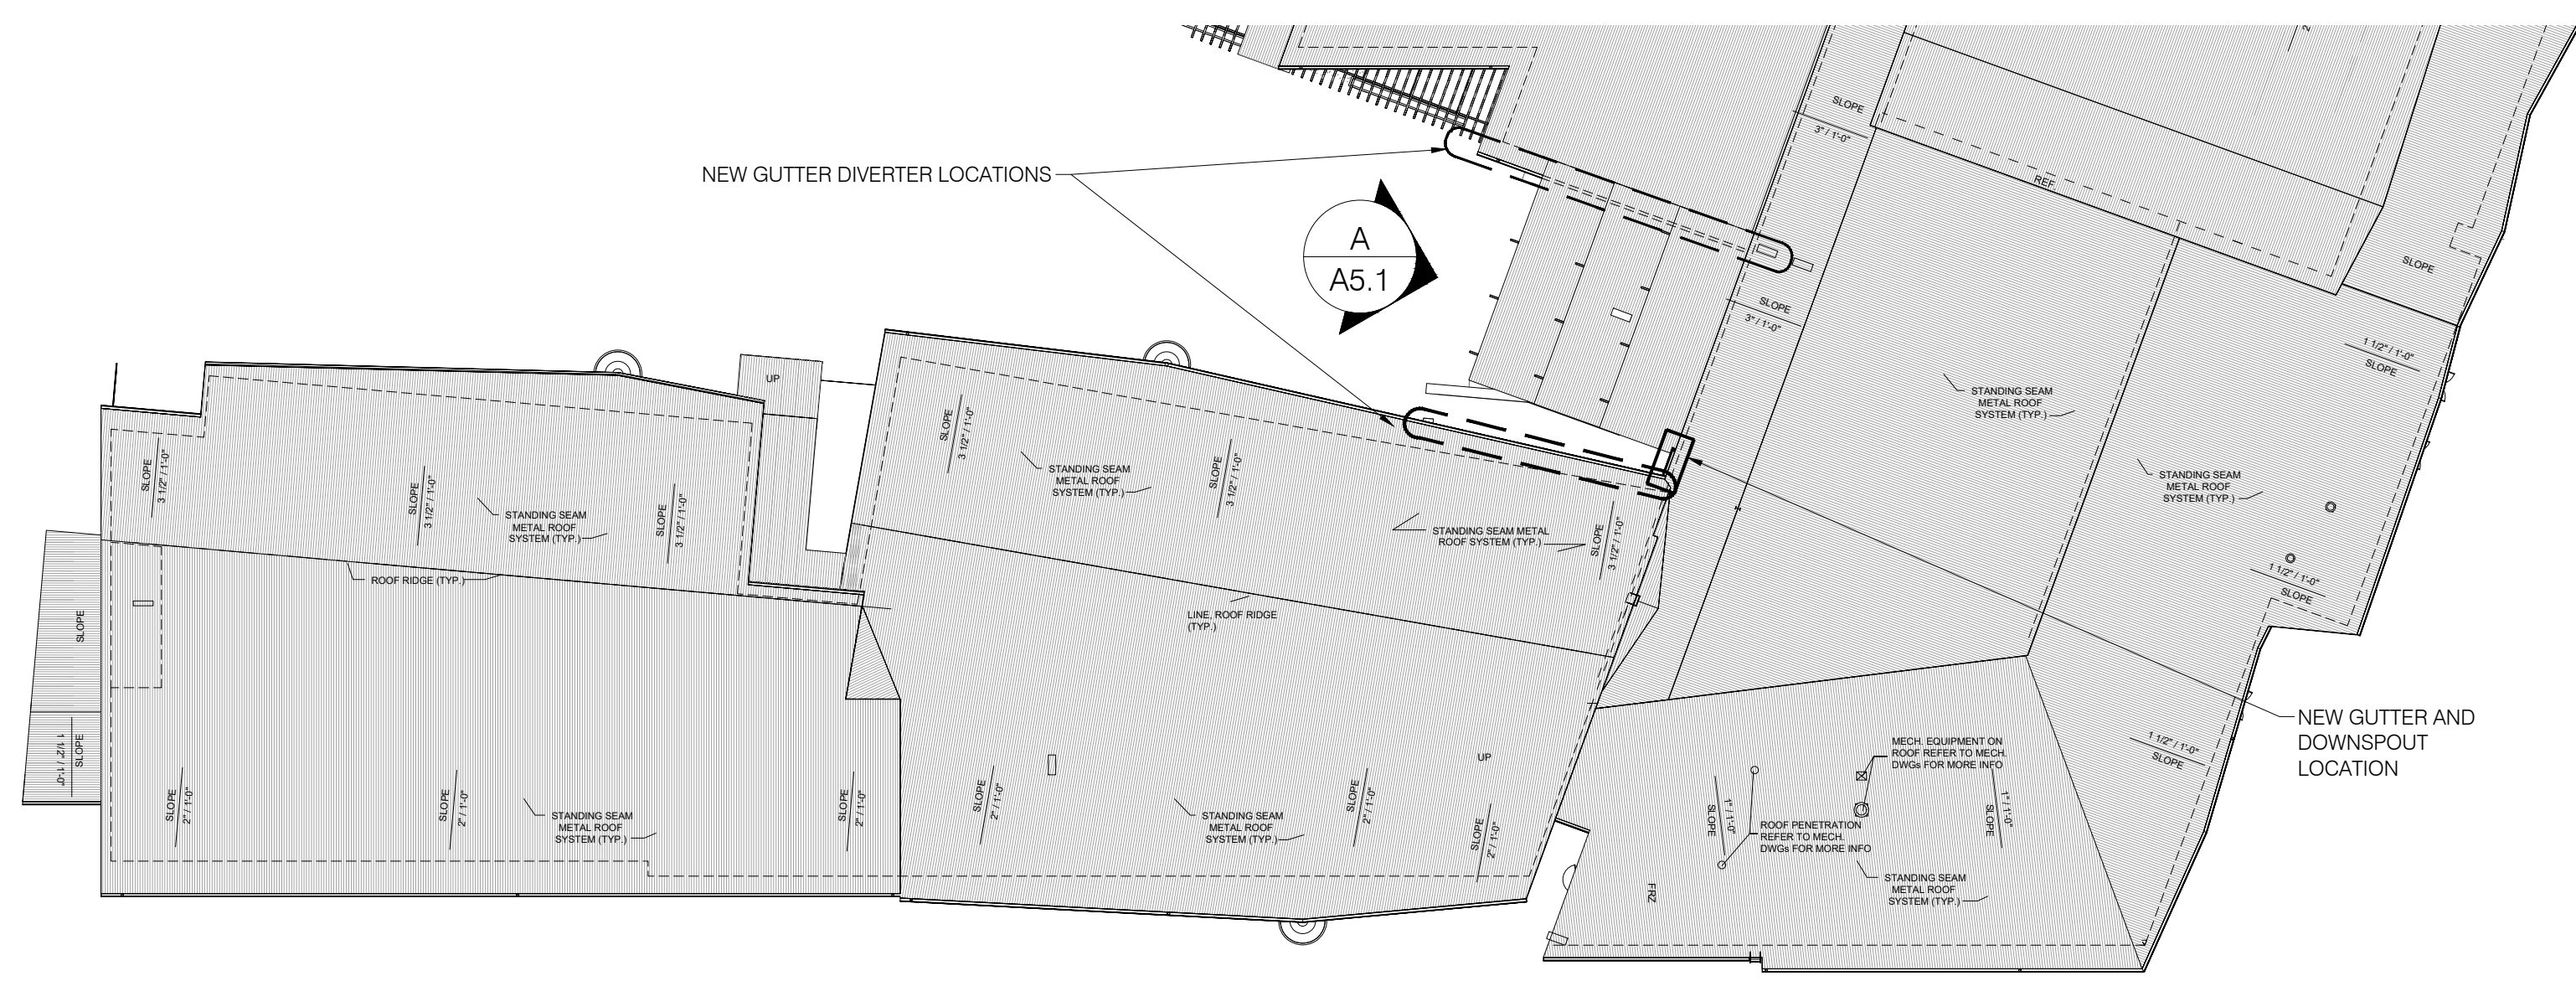 2
SLOPE
3" / 1'-0"
NEW GUTTER DIVERTER LOCATIONS
REF.
A
A5.1
SLOPE
SLOPE
3" / 1'-0"
1 1/2" / 1'-0"
SLOPE
UP
STANDING SEAM
METAL ROOF
SYSTEM (TYP.)
SLOPE
3 1/2" / 1'-0"
SLOPE
3 1/2" / 1'-0"
SLOPE
3 1/2" / 1'-0"
SLOPE
3 1/2" / 1'-0"
SLOPE
3 1/2" / 1'-0"
SLOPE
3 1/2" / 1'-0"
STANDING SEAM
METAL ROOF
SYSTEM (TYP.)
STANDING SEAM
METAL ROOF
SYSTEM (TYP.)
STANDING SEAM
METAL ROOF
SYSTEM (TYP.)
STANDING SEAM METAL
ROOF SYSTEM (TYP.)
ROOF RIDGE (TYP.)
1 1/2" / 1'-0"
SLOPE
LINE, ROOF RIDGE
(TYP.)
SLOPE
SLOPE
1 1/2" / 1'-0"
NEW GUTTER AND
DOWNSPOUT
LOCATION
1 1/2" / 1'-0"
SLOPE
UP
MECH. EQUIPMENT ON
ROOF REFER TO MECH.
DWGs FOR MORE INFO
SLOPE
2" / 1'-0"
SLOPE
2" / 1'-0"
SLOPE
2" / 1'-0"
SLOPE
2" / 1'-0"
SLOPE
2" / 1'-0"
SLOPE
2" / 1'-0"
1" / 1'-0"
SLOPE
1" / 1'-0"
SLOPE
STANDING SEAM
METAL ROOF
SYSTEM (TYP.)
STANDING SEAM
METAL ROOF
SYSTEM (TYP.)
ROOF PENETRATION
REFER TO MECH.
DWGs FOR MORE INFO
STANDING SEAM
METAL ROOF
SYSTEM (TYP.)
FRZ